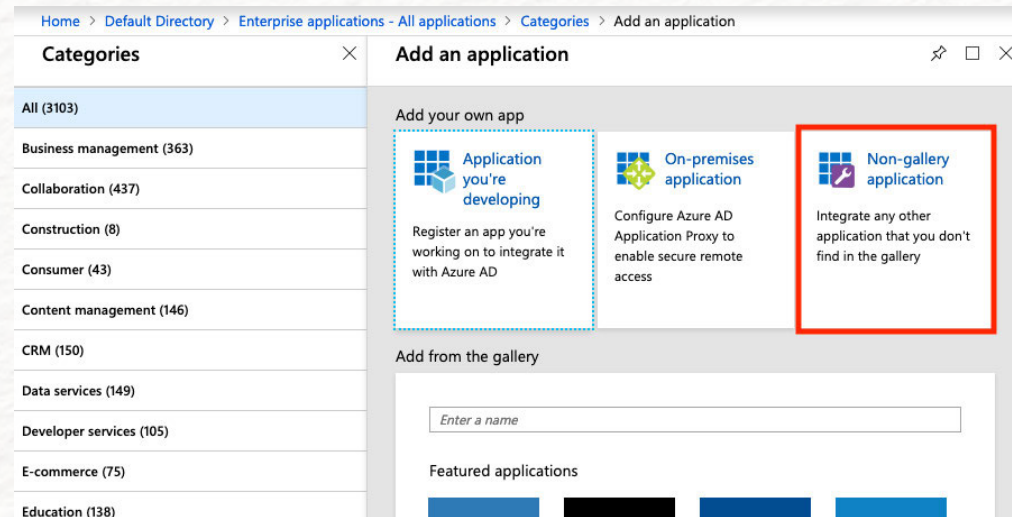 Home > Default Directory > Enterprise applications - All applications > Categories > Add an application
Categories
All (3103)
Business management (363)
Collaboration (437)
Construction (8)
Consumer (43)
Content management (146)
CRM (150)
Data services (149)
Developer services (105)
E-commerce (75)
Education (138)
Add an application
Add your own app
Application
you're
developing
Register an app you're
working on to integrate it
with Azure AD
On-premises
application
Configure Azure AD
Application Proxy to
enable secure remote
access
Non-gallery
application
Integrate any other
application that you don't
find in the gallery
Add from the gallery
Enter a name
Featured applications